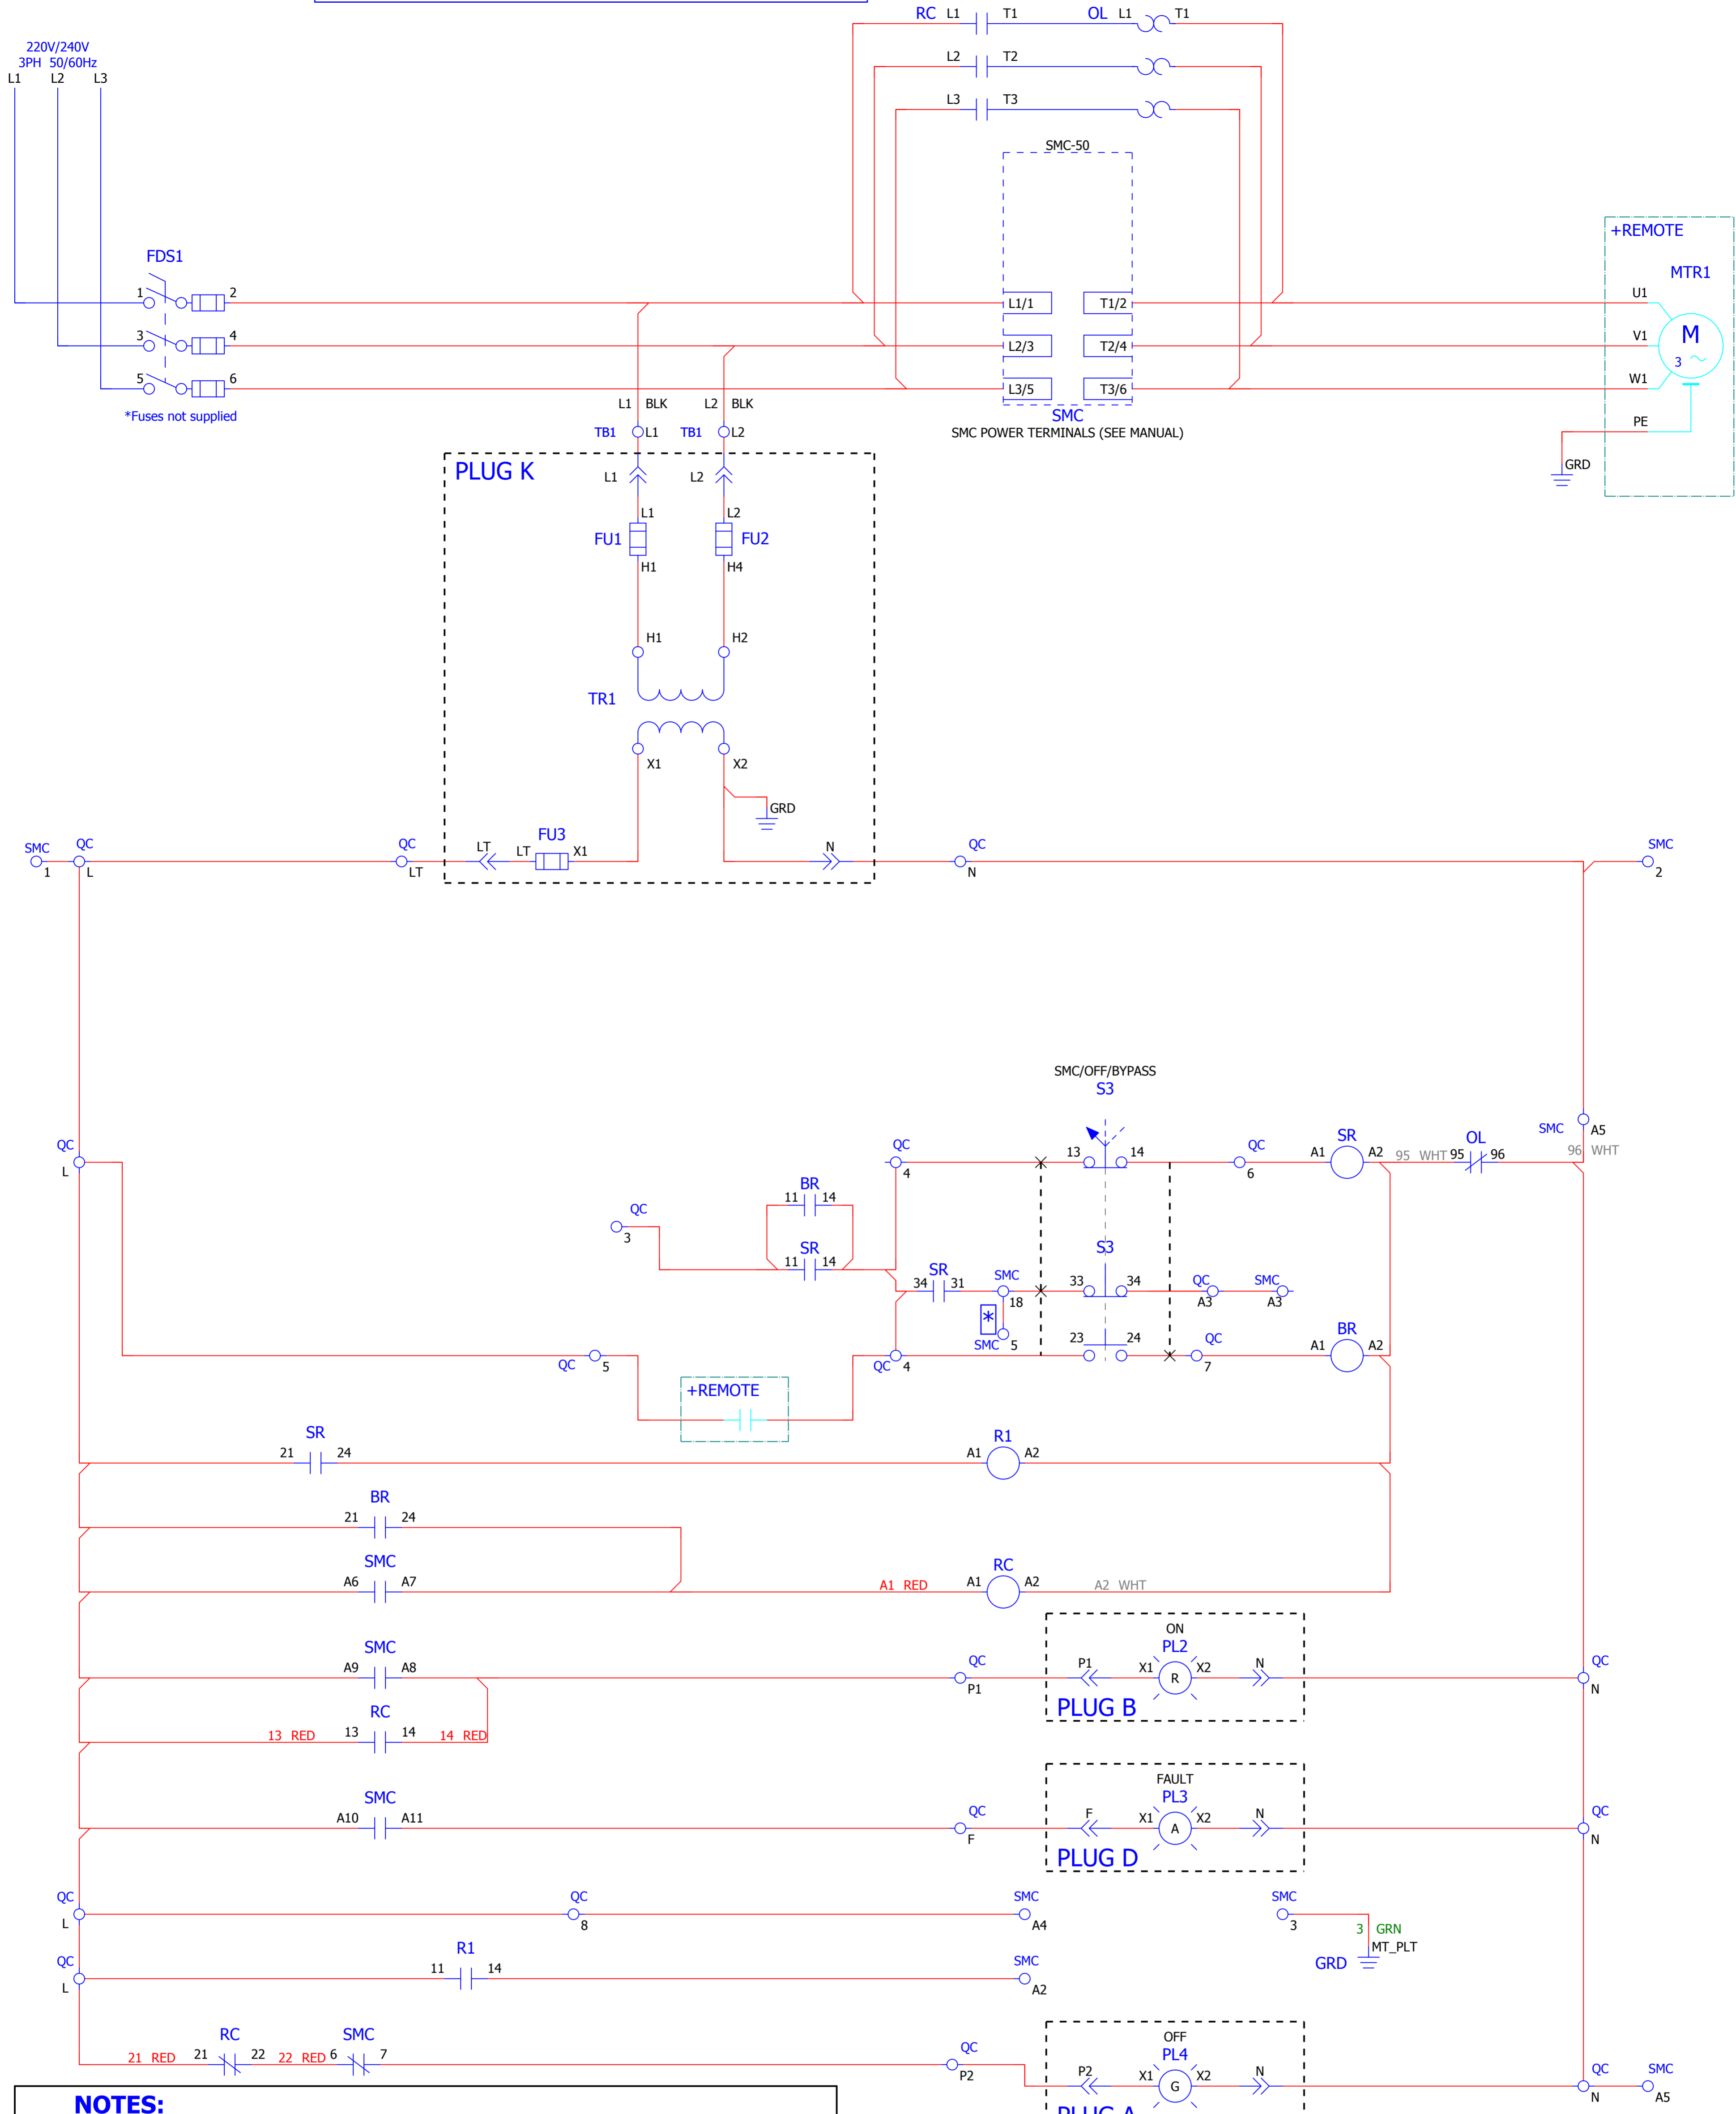 RC L1 T1 OL L1 T1
220V/240V
3PH 50/60Hz
L1 L2 L3
L2 T2
L3 T3
SMC-50
+REMOTE
FDS1
MTR1
1 2 L1/1 T1/2 U1
3 4 L2/3 T2/4 V1 M
3
5 6 L3/5 T3/6 W1
*Fuses not supplied
L1 BLK L2 BLK
SMC
PE
TB1 L1 TB1 L2
SMC POWER TERMINALS (SEE MANUAL)
PLUG K
L1 L2
GRD
L1 L2
FU1 FU2
H1 H4
H1 H2
TR1
X1 X2
GRD
SMC QC QC FU3 QC SMC
LT LT X1 N
1 L LT N 2
SMC/OFF/BYPASS
S3
SMC A5
QC QC 13 14 QC SR OL
A1 A2 95 WHT 95 96 96 WHT
L 4 6
BR
11 14
QC
3
SR S3
11 14
SR SMC 33 34 QC SMC
34 31
18 A3 A3
*
SMC 5
23 24 QC BR
A1 A2
QC 5 QC 4 7
+REMOTE
SR R1
21 24 A1 A2
BR
21 24
SMC RC
A6 A7 A1 RED A1 A2 A2 WHT
ON
SMC PL2
A9 A8 QC P1 X1 R X2 N QC
P1 N
PLUG B
RC
13 RED 13 14 14 RED
FAULT
SMC PL3
A10 A11 QC F X1 A X2 N QC
F N
PLUG D
QC QC SMC SMC
L 8 A4 3
3 GRN
MT_PLT
GRD
QC R1 SMC
11 14
L A2
OFF
RC SMC QC PL4
21 RED 21 22 22 RED 6 7 P2
P2 X1 G X2 N QC SMC
N A5
PLUG A
NOTES: